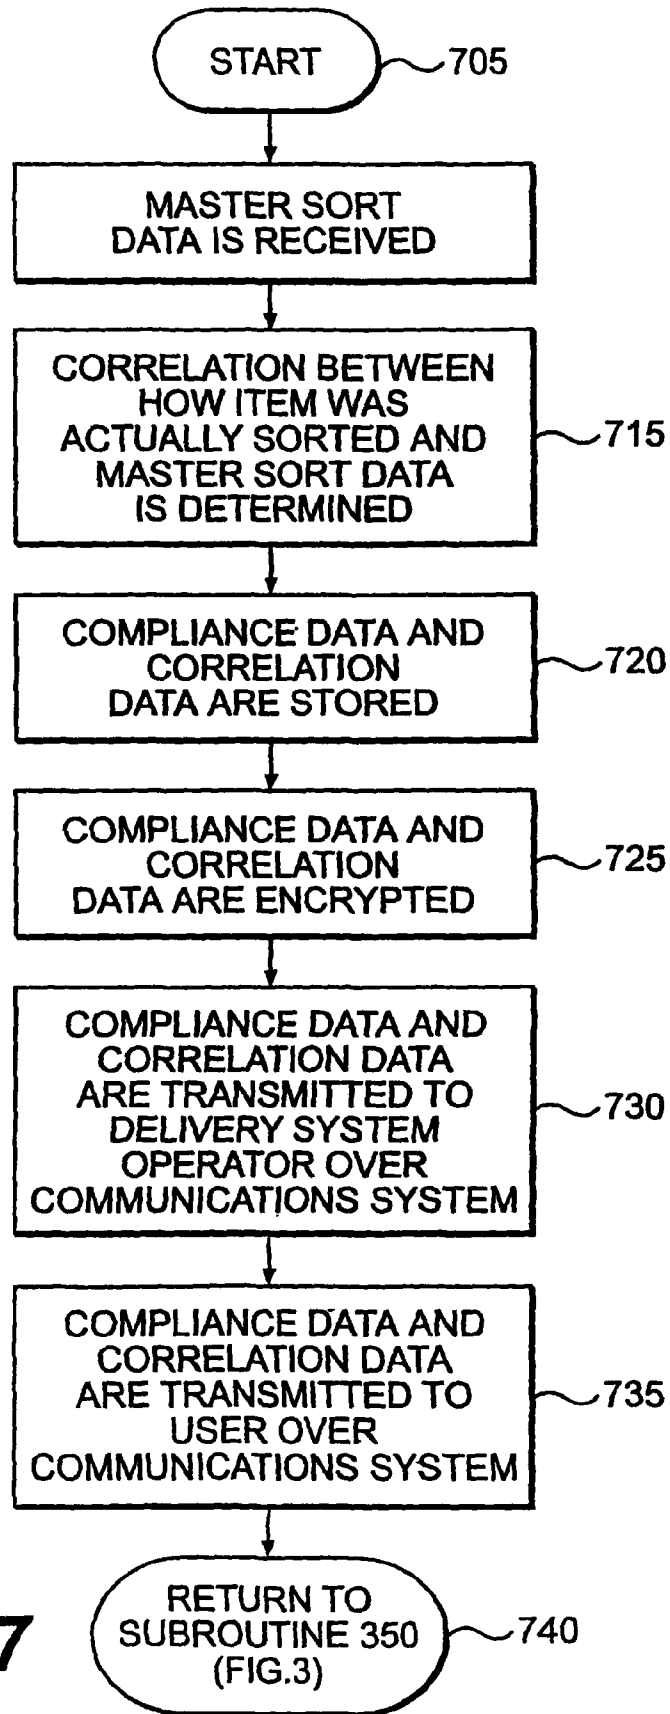 START
705
MASTER SORT
DATA IS RECEIVED
CORRELATION BETWEEN
HOW ITEM WAS
ACTUALLY SORTED AND
MASTER SORT DATA
IS DETERMINED
715
COMPLIANCE DATA AND
CORRELATION
DATA ARE STORED
720
COMPLIANCE DATA AND
CORRELATION
DATA ARE ENCRYPTED
725
COMPLIANCE DATA AND
CORRELATION DATA
ARE TRANSMITTED TO
DELIVERY SYSTEM
OPERATOR OVER
COMMUNICATIONS SYSTEM
730
COMPLIANCE DATA AND
CORRELATION DATA
ARE TRANSMITTED TO
USER OVER
COMMUNICATIONS SYSTEM
735
7
RETURN TO
SUBROUTINE 350
(FIG.3)
740